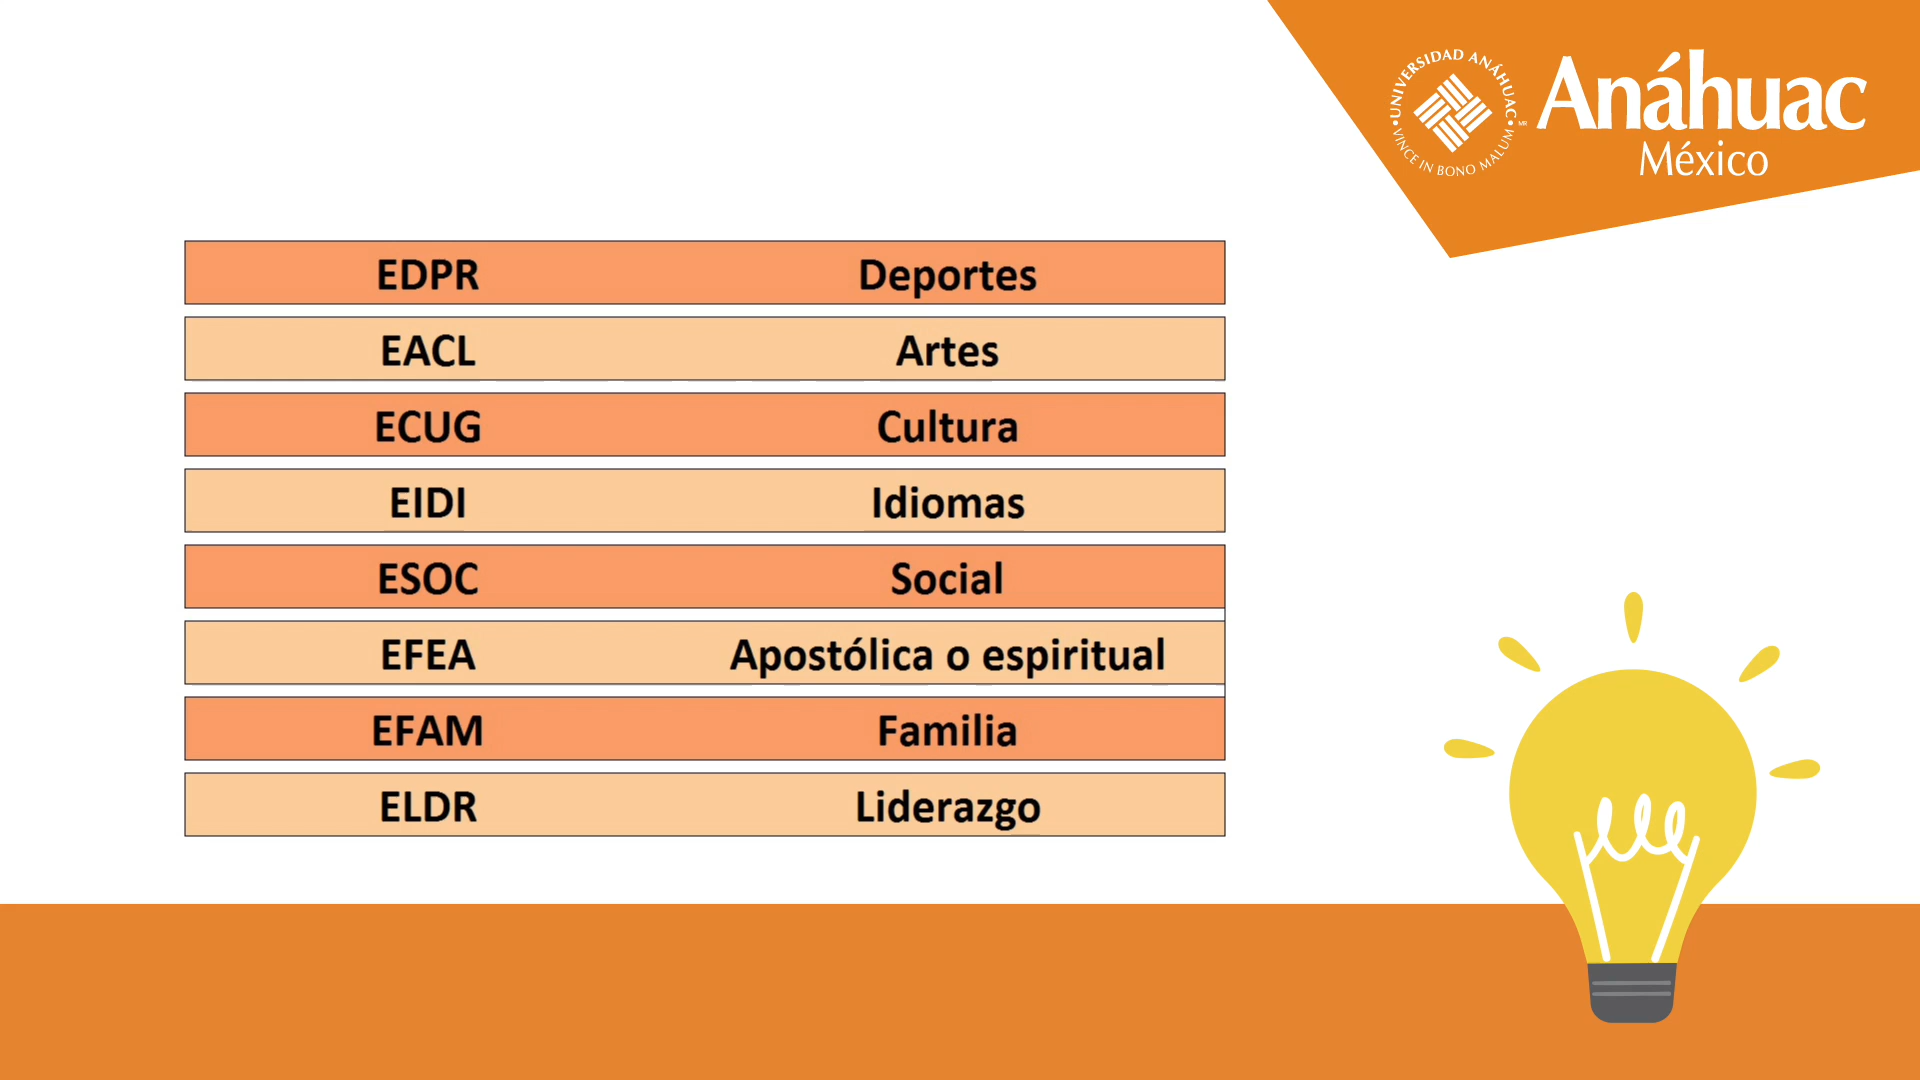 UNIVERSIDAD ANÁHUAC
VINCE IN BONO MALUM
MR
Anáhuac
México
EDPR Deportes
EACL Artes
ECUG Cultura
EIDI Idiomas
ESOC Social
EFEA Apostólica o espiritual
EFAM Familia
ELDR Liderazgo